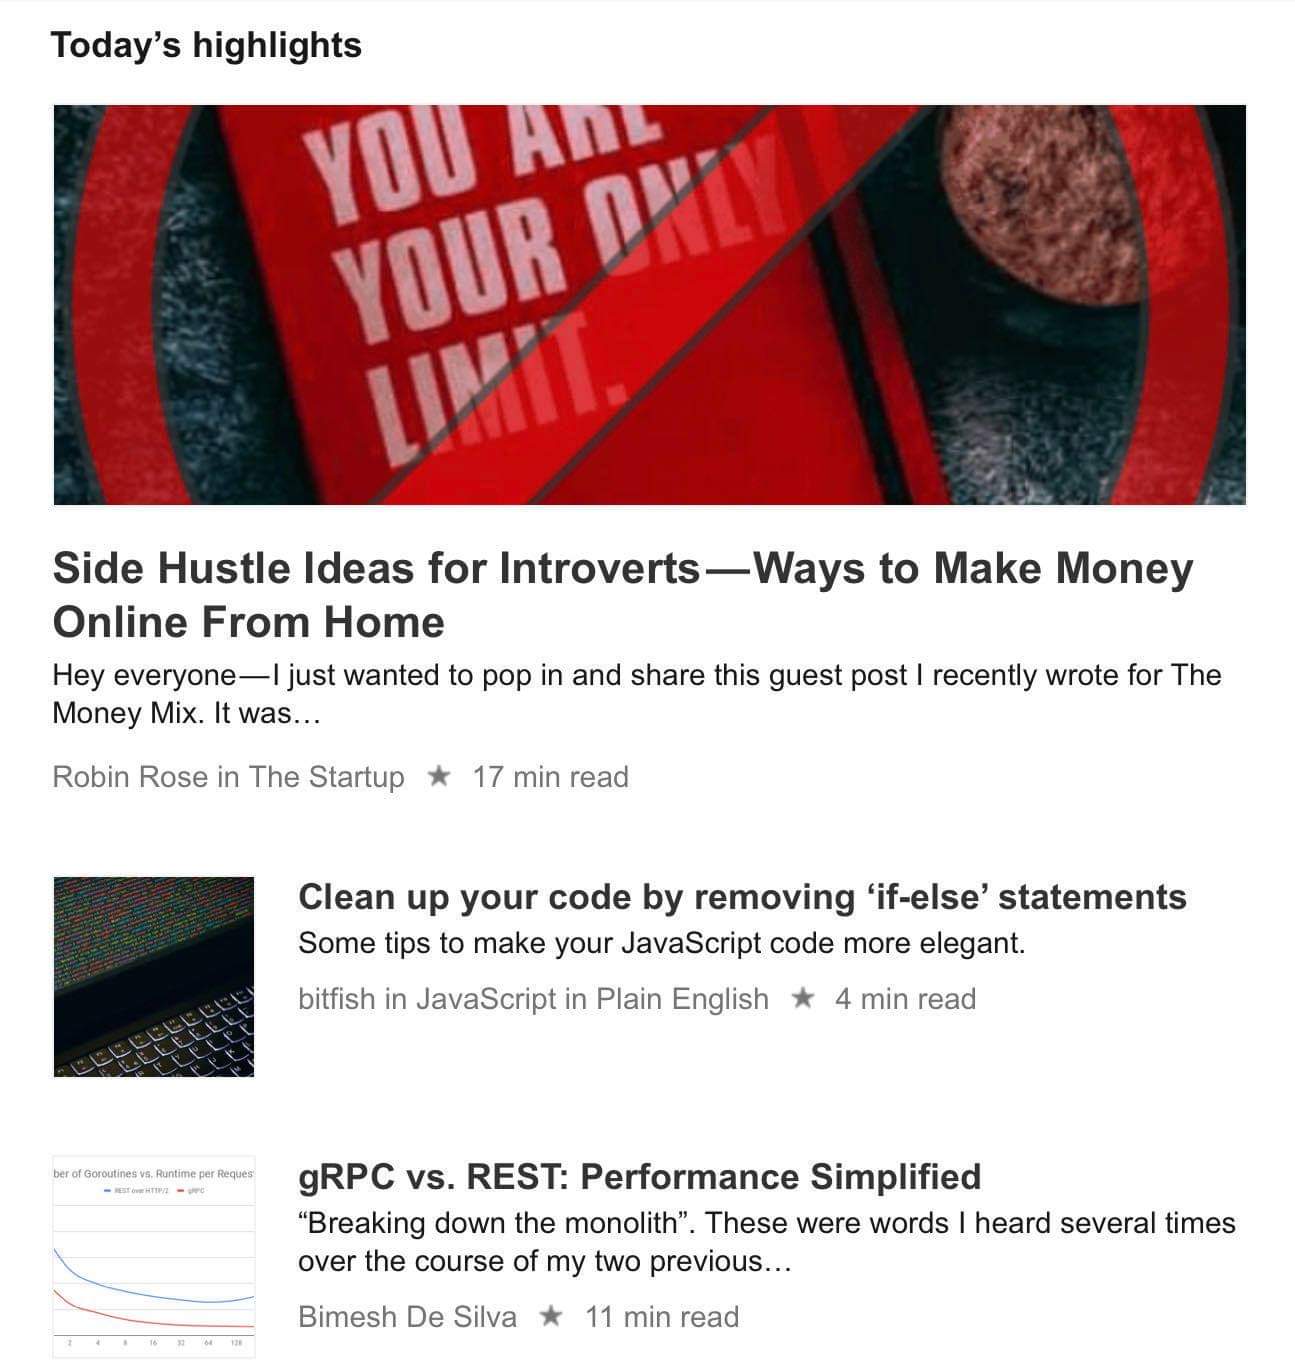 Today’s highlights
YOU ARE
YOUR ONLY
LIMIT.
Side Hustle Ideas for Introverts—Ways to Make Money
Online From Home
Hey everyone—I just wanted to pop in and share this guest post I recently wrote for The
Money Mix. It was…
Robin Rose in The Startup ★ 17 min read
Clean up your code by removing ‘if-else’ statements
Some tips to make your JavaScript code more elegant.
bitfish in JavaScript in Plain English ★ 4 min read
ber of Goroutines vs. Runtime per Reques
REST over HTTP/2 gRPC
2 4 8 16 32 64 128
gRPC vs. REST: Performance Simplified
“Breaking down the monolith”. These were words I heard several times
over the course of my two previous…
Bimesh De Silva ★ 11 min read